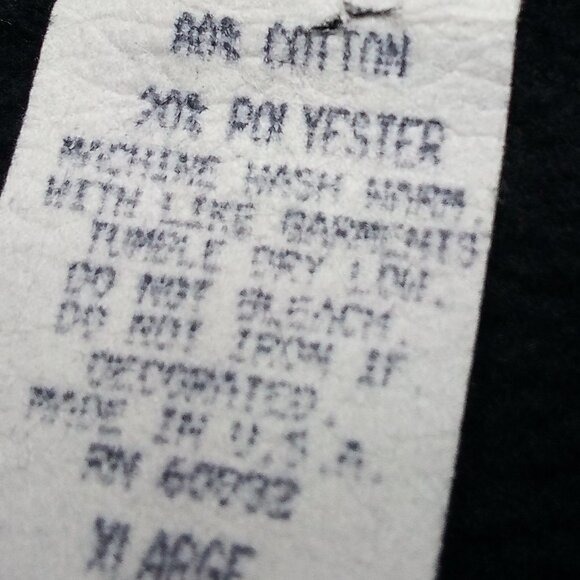 80% COTTON
20% POLYESTER
MACHINE WASH WARM,
WITH LIKE GARMENTS
TUMBLE DRY LOW.
DO NOT BLEACH.
DO NOT IRON IF
DECORATED.
MADE IN U.S.A.
RN
XLARGE